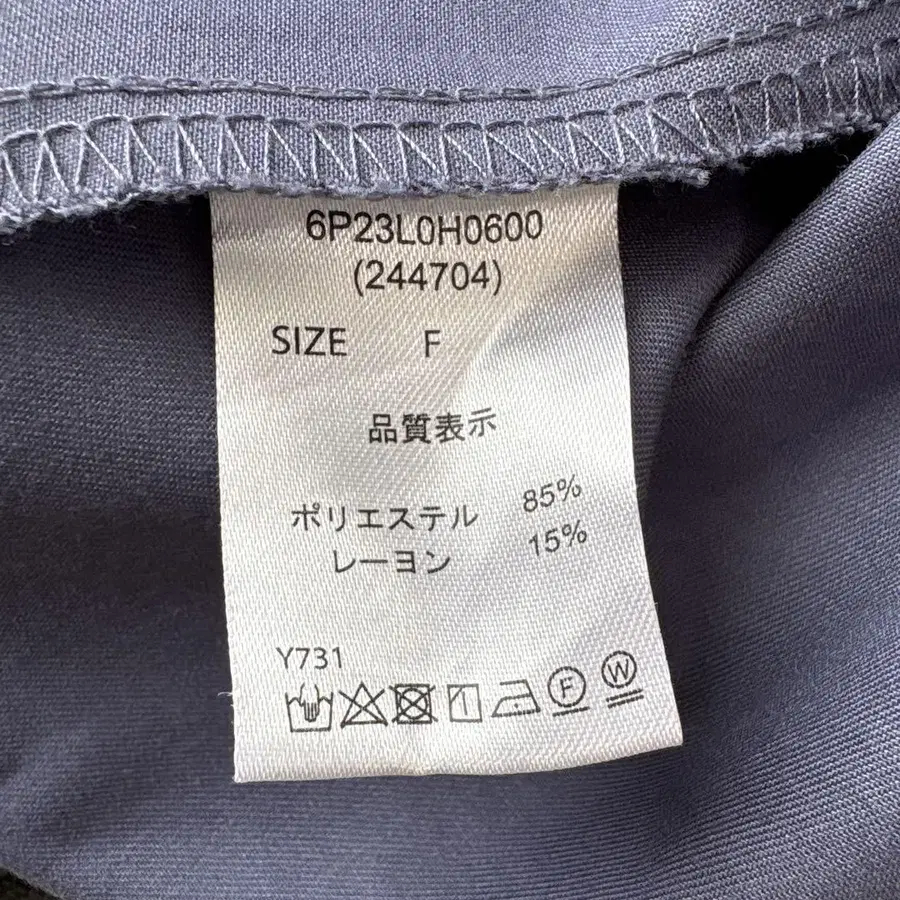 6P23L0H0600
(244704)
SIZE F
品質表示
ポリエステル 85%
レーヨン 15%
Y731
F W